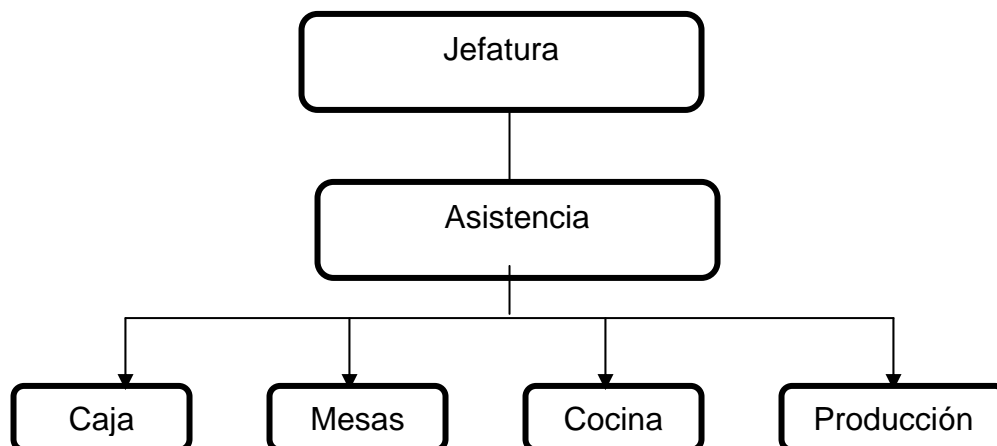 Jefatura
Asistencia
Caja
Mesas
Cocina
Producción